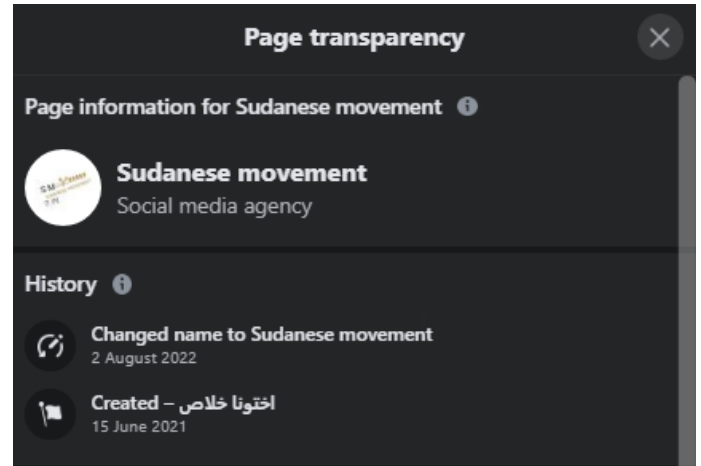 Page transparency
Page information for Sudanese movement
Sudanese movement
Social media agency
History
Changed name to Sudanese movement
2 August 2022
Created – اختونا خلاص
15 June 2021